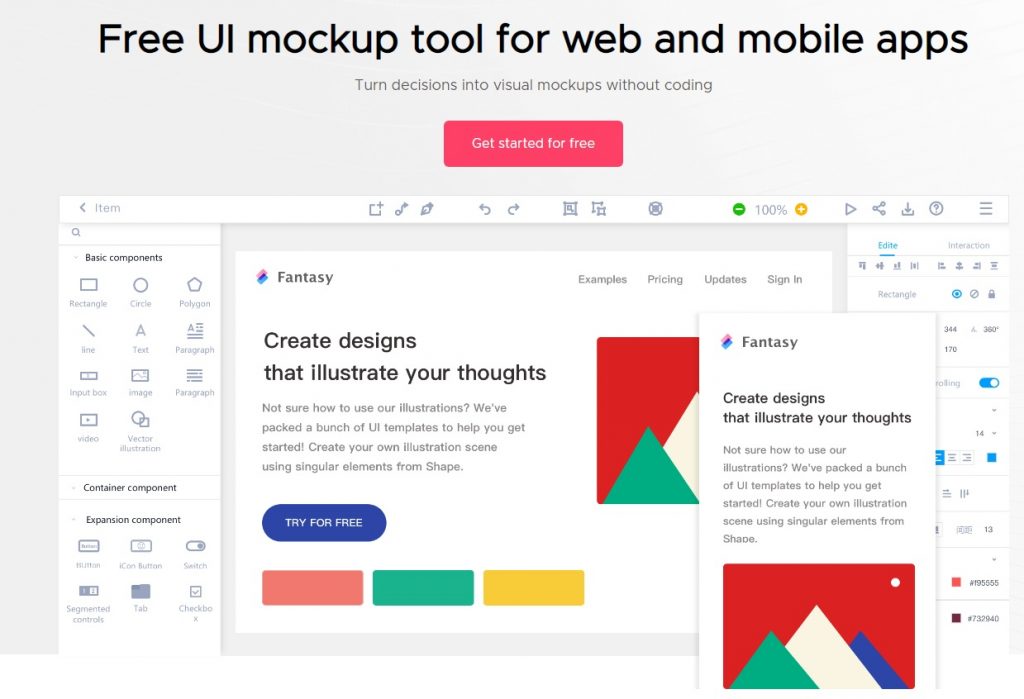 Free UI mockup tool for web and mobile apps
Turn decisions into visual mockups without coding
Get started for free
Item
100%
Basic components
Rectangle Circle Polygon
line Text Paragraph
Input box image Paragraph
video Vector
illustration
Container component
Expansion component
Button
BUtton iCon Button Switch
1 2
Segmented
controls
Tab
Checkbo
x
Fantasy
Examples Pricing Updates Sign In
Create designs
that illustrate your thoughts
Not sure how to use our illustrations? We've
packed a bunch of UI templates to help you get
started! Create your own illustration scene
using singular elements from Shape.
TRY FOR FREE
Fantasy
Create designs
that illustrate your thoughts
Not sure how to use our
illustrations? We've packed a bunch
of UI templates to help you get
started! Create your own illustration
scene using singular elements from
Shape.
Edite Interaction
Rectangle
344 360°
170
rolling
14
13
#f95555
#732940